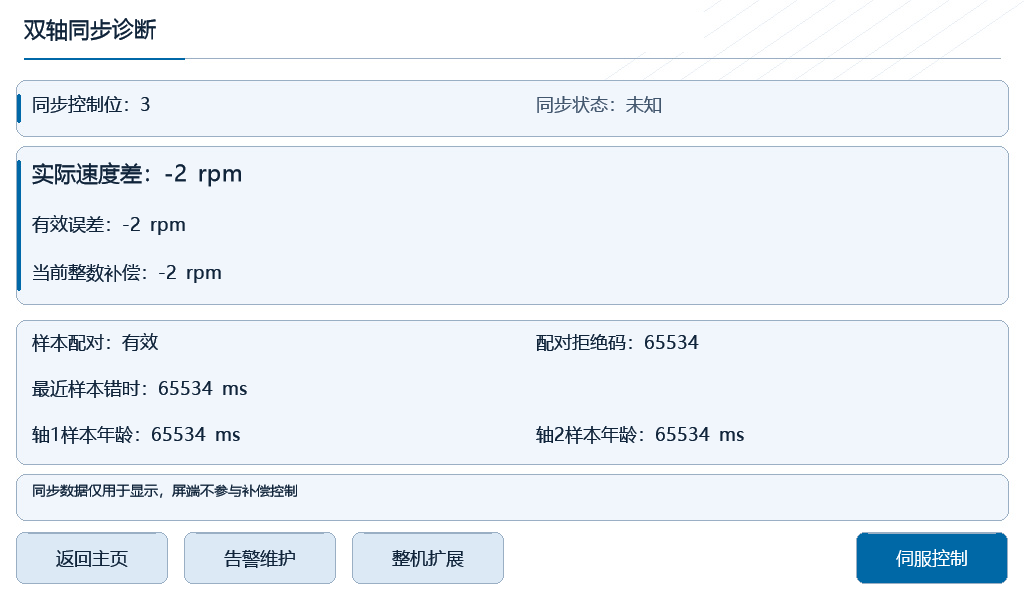 双轴同步诊断
同步控制位：3 同步状态：未知
实际速度差：-2 rpm
有效误差：-2 rpm
当前整数补偿：-2 rpm
样本配对：有效 配对拒绝码：65534
最近样本错时：65534 ms
轴1样本年龄：65534 ms 轴2样本年龄：65534 ms
同步数据仅用于显示，屏端不参与补偿控制
返回主页 告警维护 整机扩展 伺服控制